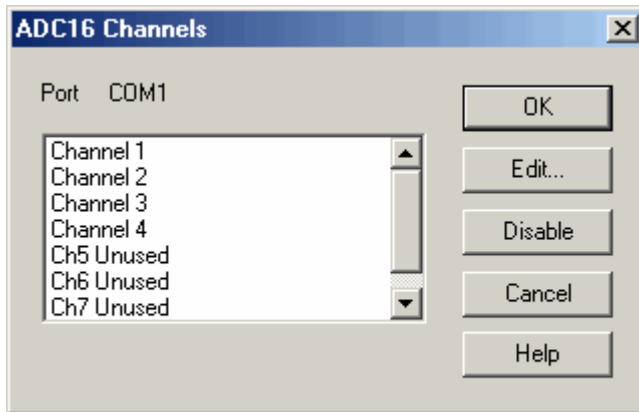 ADC16 Channels
Port COM1
Channel 1
Channel 2
Channel 3
Channel 4
Ch5 Unused
Ch6 Unused
Ch7 Unused
OK
Edit...
Disable
Cancel
Help